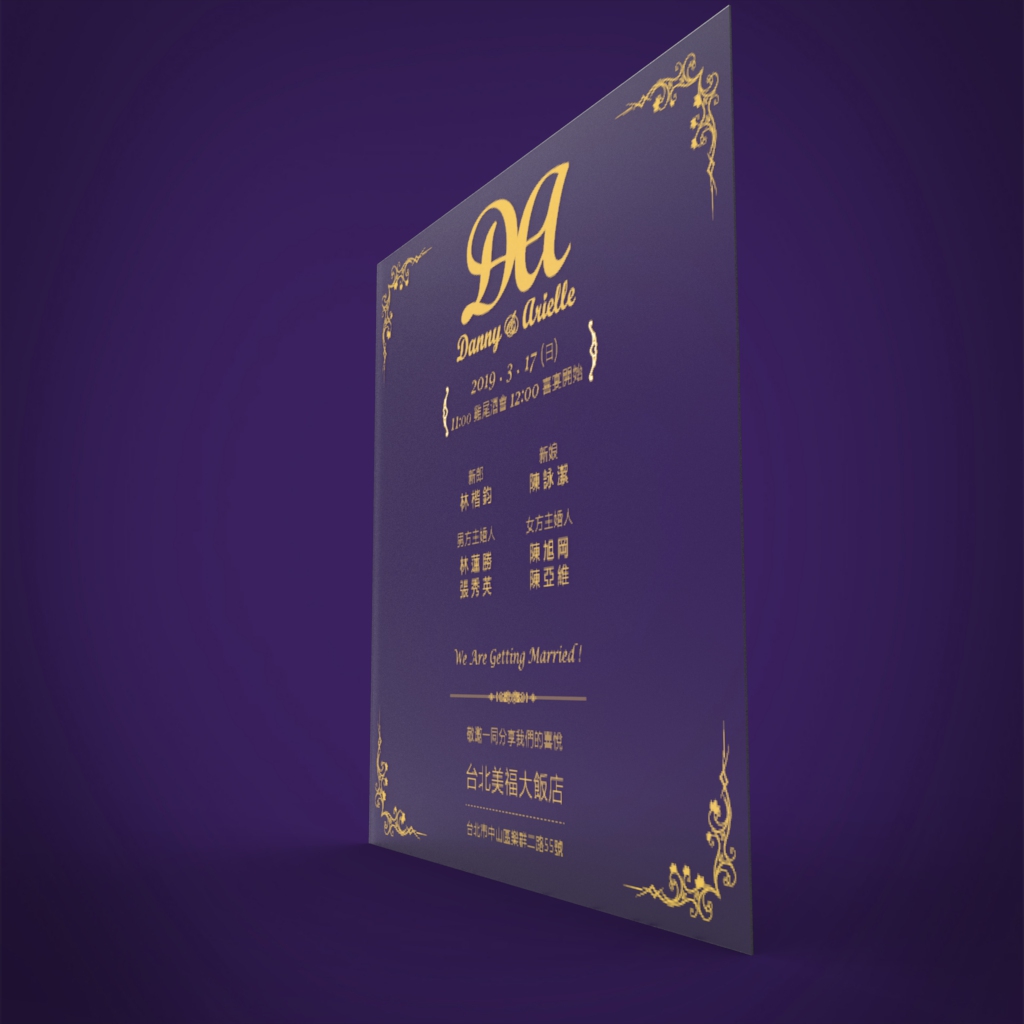 DA
Danny & Arielle
2019 · 3 · 17 (日)
11:00 雞尾酒會 12:00 喜宴開始
新郎 新娘
林楷鈞 陳詠潔
男方主婚人 女方主婚人
林蓮勝 陳旭岡
張秀英 陳亞維
We Are Getting Married !
敬邀一同分享我們的喜悅
台北美福大飯店
台北市中山區樂群二路55號